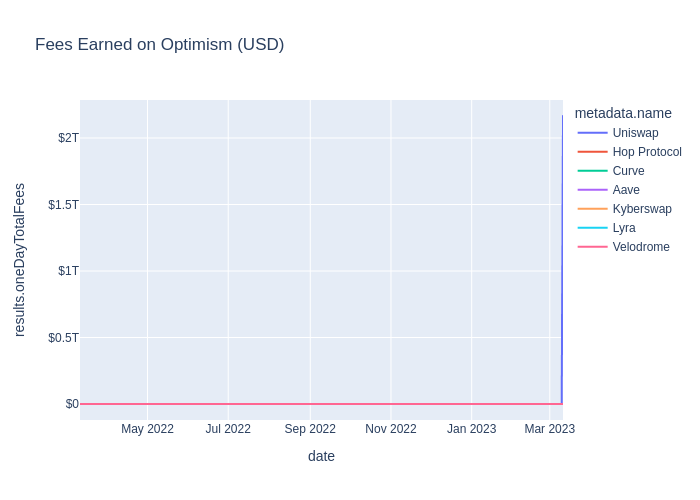 Fees Earned on Optimism (USD)
metadata.name
Uniswap
Hop Protocol
Curve
Aave
Kyberswap
Lyra
Velodrome
results.oneDayTotalFees
$2T
$1.5T
$1T
$0.5T
$0
May 2022
Jul 2022
Sep 2022
Nov 2022
Jan 2023
Mar 2023
date